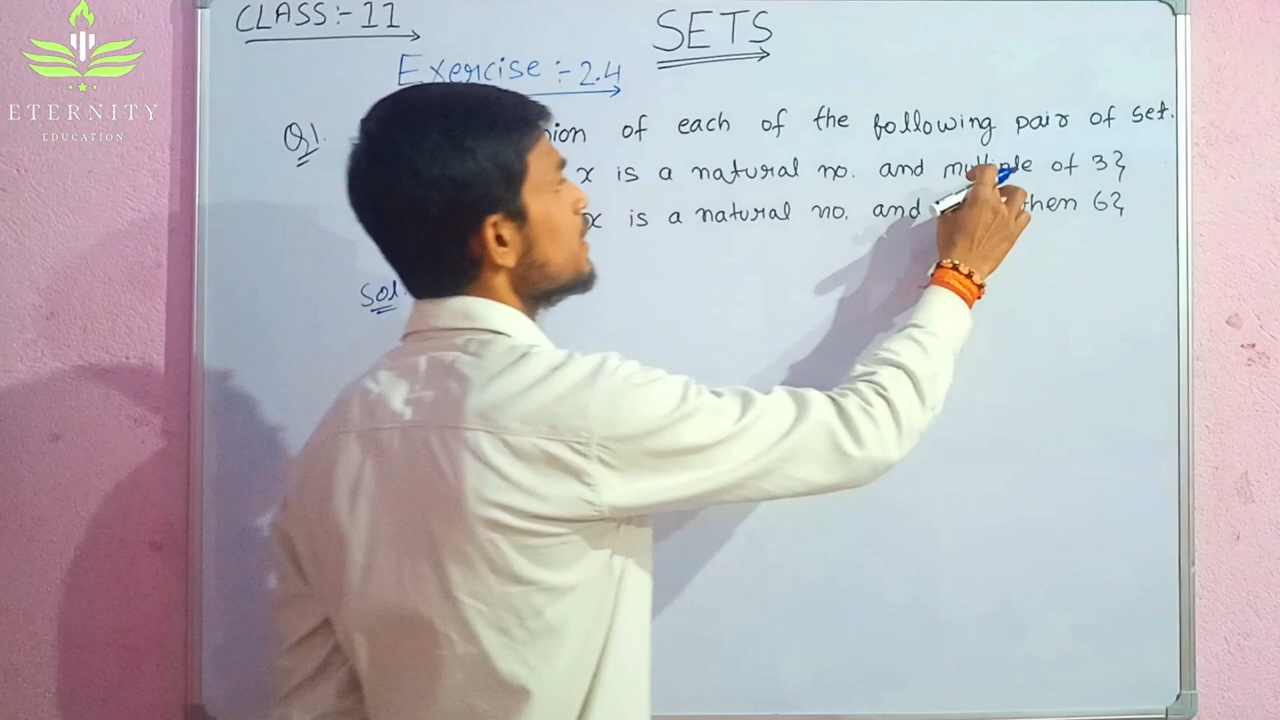 CLASS:- 11
SETS
Exercise :- 2.4
ETERNITY
EDUCATION
Q1. of each of the following pair of set.
x is a natural no. and multiple of 3}
x is a natural no. and then 6}
Sol.